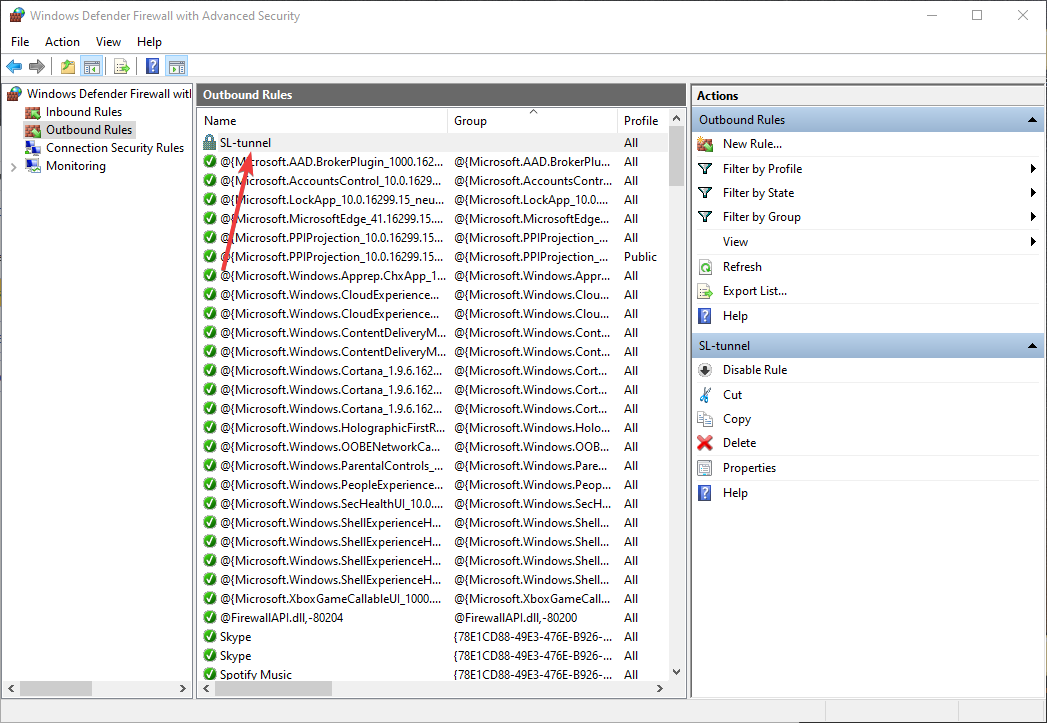 Windows Defender Firewall with Advanced Security
File Action View Help
Windows Defender Firewall witl
Inbound Rules
Outbound Rules
Connection Security Rules
Monitoring
Outbound Rules
Name Group Profile
SL-tunnel All
@{Microsoft.AAD.BrokerPlugin_1000.162... @{Microsoft.AAD.BrokerPlu... All
@{Microsoft.AccountsControl_10.0.1629... @{Microsoft.AccountsContr... All
@{Microsoft.LockApp_10.0.16299.15_neu... @{Microsoft.LockApp_10.0.... All
@{Microsoft.MicrosoftEdge_41.16299.15.... @{Microsoft.MicrosoftEdge... All
@{Microsoft.PPIProjection_10.0.16299.15... @{Microsoft.PPIProjection_... All
@{Microsoft.PPIProjection_10.0.16299.15... @{Microsoft.PPIProjection_... Public
@{Microsoft.Windows.Apprep.ChxApp_1... @{Microsoft.Windows.Appr... All
@{Microsoft.Windows.CloudExperience... @{Microsoft.Windows.Clou... All
@{Microsoft.Windows.CloudExperience... @{Microsoft.Windows.Clou... All
@{Microsoft.Windows.ContentDeliveryM... @{Microsoft.Windows.Cont... All
@{Microsoft.Windows.ContentDeliveryM... @{Microsoft.Windows.Cont... All
@{Microsoft.Windows.Cortana_1.9.6.162... @{Microsoft.Windows.Cort... All
@{Microsoft.Windows.Cortana_1.9.6.162... @{Microsoft.Windows.Cort... All
@{Microsoft.Windows.Cortana_1.9.6.162... @{Microsoft.Windows.Cort... All
@{Microsoft.Windows.HolographicFirstR... @{Microsoft.Windows.Holo... All
@{Microsoft.Windows.OOBENetworkCa... @{Microsoft.Windows.OOB... All
@{Microsoft.Windows.ParentalControls_... @{Microsoft.Windows.Pare... All
@{Microsoft.Windows.PeopleExperience... @{Microsoft.Windows.Peop... All
@{Microsoft.Windows.SecHealthUI_10.0.... @{Microsoft.Windows.SecH... All
@{Microsoft.Windows.ShellExperienceH... @{Microsoft.Windows.Shell... All
@{Microsoft.Windows.ShellExperienceH... @{Microsoft.Windows.Shell... All
@{Microsoft.Windows.ShellExperienceH... @{Microsoft.Windows.Shell... All
@{Microsoft.Windows.ShellExperienceH... @{Microsoft.Windows.Shell... All
@{Microsoft.XboxGameCallableUI_1000.... @{Microsoft.XboxGameCall... All
@FirewallAPI.dll,-80204 @FirewallAPI.dll,-80200 All
Skype {78E1CD88-49E3-476E-B926-... All
Skype {78E1CD88-49E3-476E-B926-... All
Spotify Music {78E1CD88-49E3-476E-B926-... All
Actions
Outbound Rules
New Rule...
Filter by Profile
Filter by State
Filter by Group
View
Refresh
Export List...
Help
SL-tunnel
Disable Rule
Cut
Copy
Delete
Properties
Help